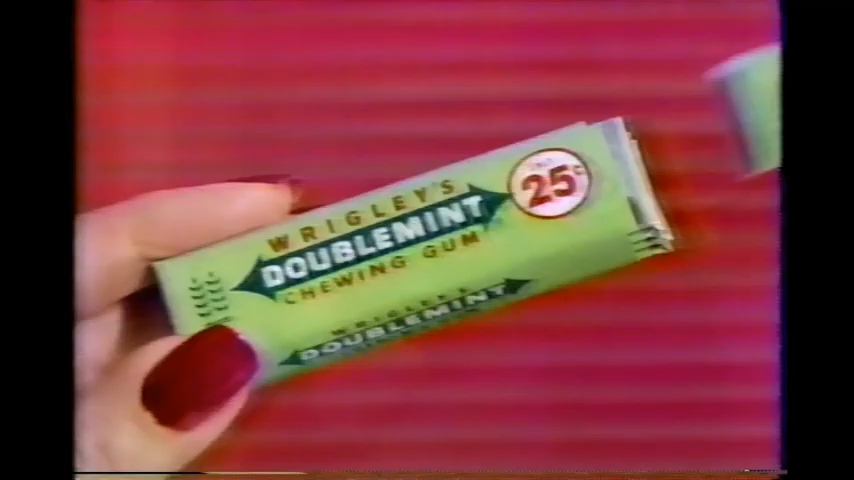 WRIGLEY'S
DOUBLEMINT
CHEWING GUM
25¢
WRIGLEY'S
DOUBLEMINT